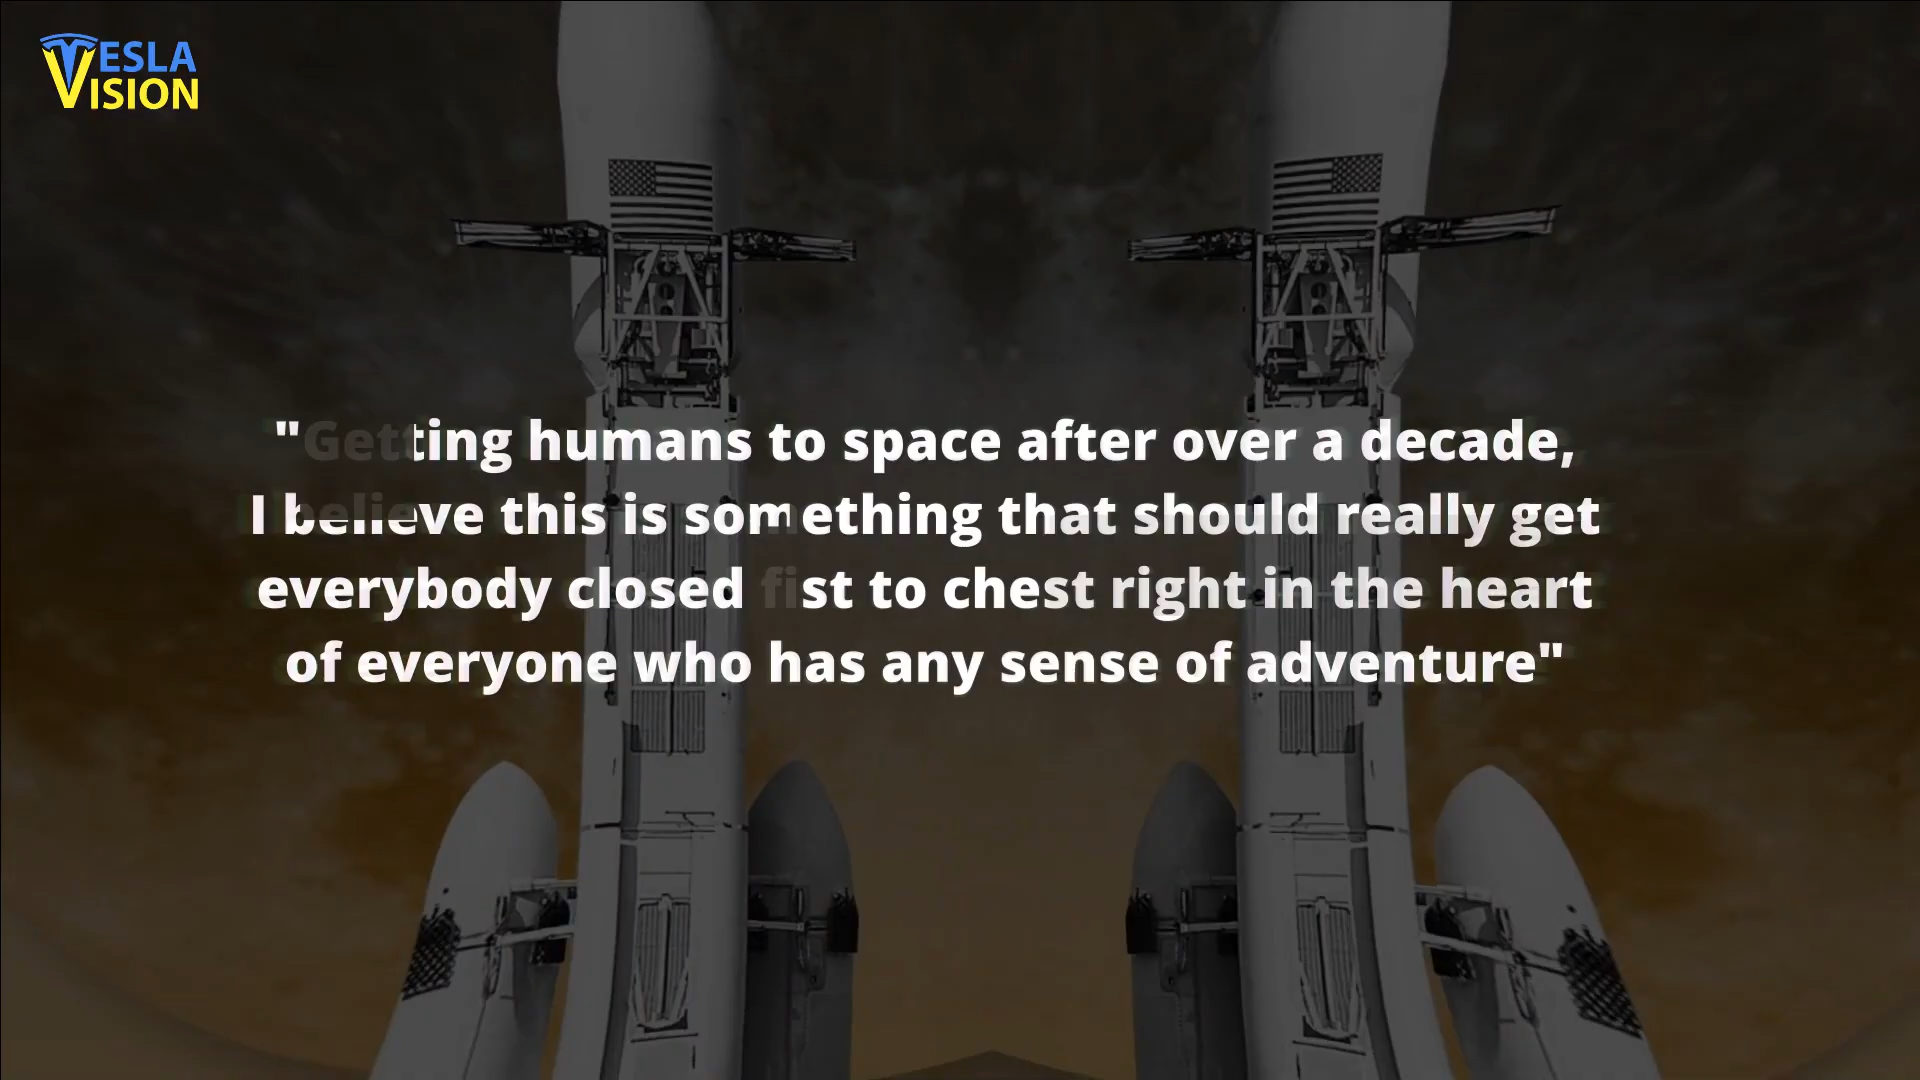 TESLA
VISION
"Getting humans to space after over a decade,
I believe this is something that should really get
everybody closed fist to chest right in the heart
of everyone who has any sense of adventure"